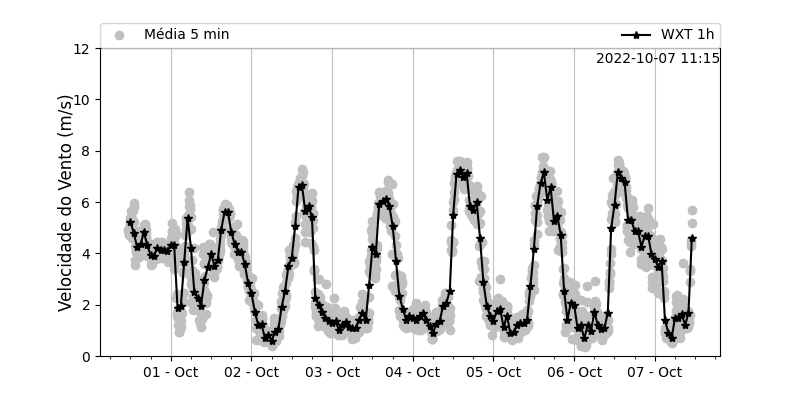 Média 5 min
WXT 1h
2022-10-07 11:15
Velocidade do Vento (m/s)
12
10
8
6
4
2
0
01 - Oct
02 - Oct
03 - Oct
04 - Oct
05 - Oct
06 - Oct
07 - Oct